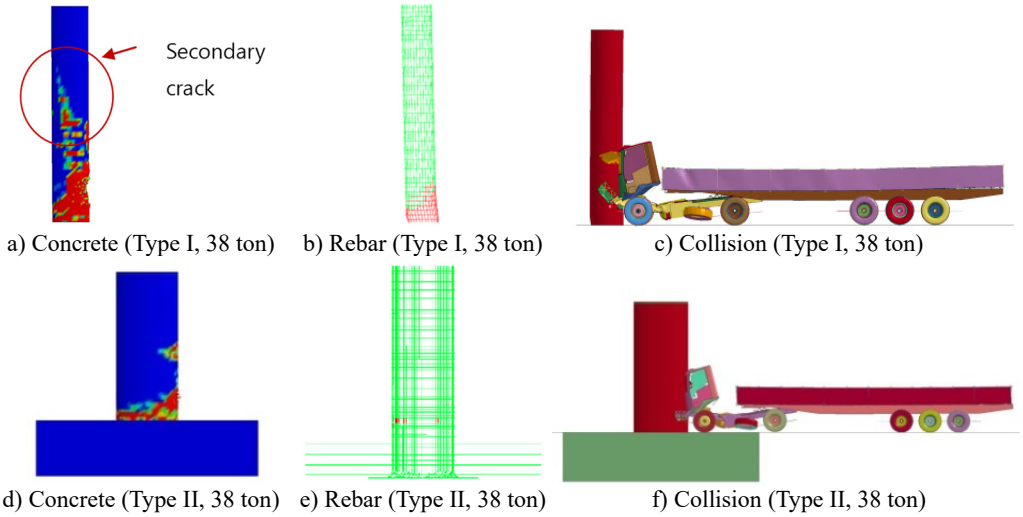 Secondary
crack
a) Concrete (Type I, 38 ton)
b) Rebar (Type I, 38 ton)
c) Collision (Type I, 38 ton)
d) Concrete (Type II, 38 ton)
e) Rebar (Type II, 38 ton)
f) Collision (Type II, 38 ton)